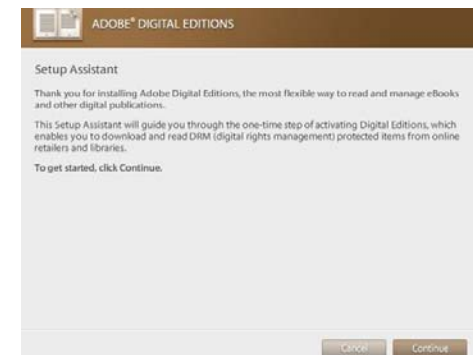 ADOBE® DIGITAL EDITIONS
Setup Assistant
Thank you for installing Adobe Digital Editions, the most flexible way to read and manage eBooks
and other digital publications.
This Setup Assistant will guide you through the one-time step of activating Digital Editions, which
enables you to download and read DRM (digital rights management) protected items from online
retailers and libraries.
To get started, click Continue.
Cancel Continue